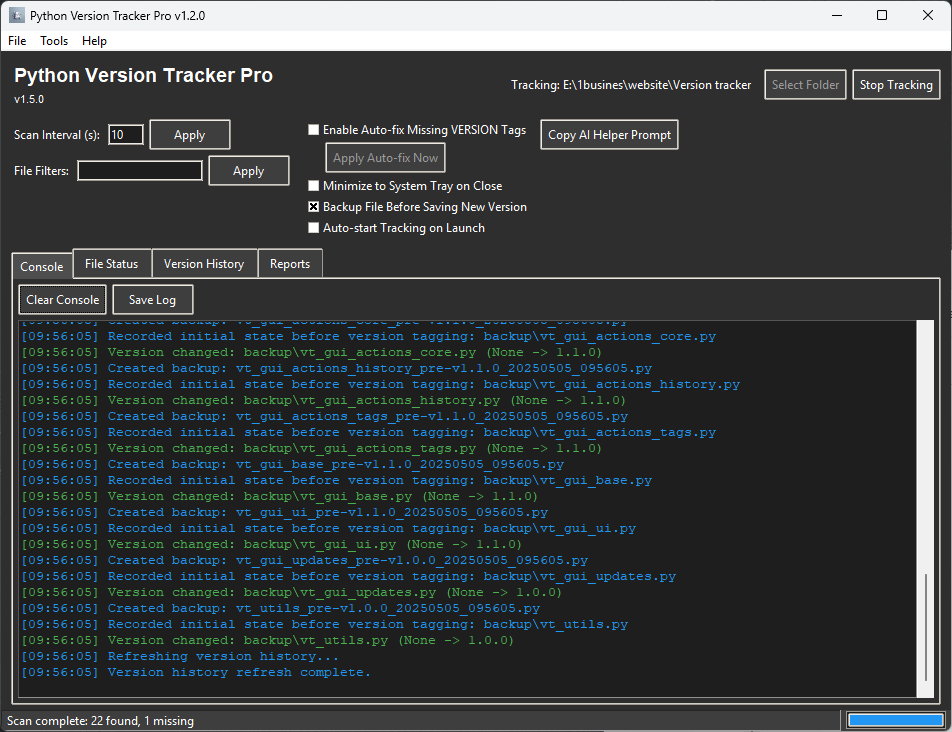 Python Version Tracker Pro v1.2.0
File Tools Help
Python Version Tracker Pro
v1.5.0
Tracking: E:\1busines\website\Version tracker
Select Folder
Stop Tracking
Scan Interval (s): 10 Apply
File Filters: Apply
Enable Auto-fix Missing VERSION Tags
Apply Auto-fix Now
Minimize to System Tray on Close
Backup File Before Saving New Version
Auto-start Tracking on Launch
Copy AI Helper Prompt
Console File Status Version History Reports
Clear Console Save Log
[09:56:05] Created backup: vt_gui_actions_core_pre-v1.1.0_20250505_095605.py
[09:56:05] Recorded initial state before version tagging: backup\vt_gui_actions_core.py
[09:56:05] Version changed: backup\vt_gui_actions_core.py (None -> 1.1.0)
[09:56:05] Created backup: vt_gui_actions_history_pre-v1.1.0_20250505_095605.py
[09:56:05] Recorded initial state before version tagging: backup\vt_gui_actions_history.py
[09:56:05] Version changed: backup\vt_gui_actions_history.py (None -> 1.1.0)
[09:56:05] Created backup: vt_gui_actions_tags_pre-v1.1.0_20250505_095605.py
[09:56:05] Recorded initial state before version tagging: backup\vt_gui_actions_tags.py
[09:56:05] Version changed: backup\vt_gui_actions_tags.py (None -> 1.1.0)
[09:56:05] Created backup: vt_gui_base_pre-v1.1.0_20250505_095605.py
[09:56:05] Recorded initial state before version tagging: backup\vt_gui_base.py
[09:56:05] Version changed: backup\vt_gui_base.py (None -> 1.1.0)
[09:56:05] Created backup: vt_gui_ui_pre-v1.1.0_20250505_095605.py
[09:56:05] Recorded initial state before version tagging: backup\vt_gui_ui.py
[09:56:05] Version changed: backup\vt_gui_ui.py (None -> 1.1.0)
[09:56:05] Created backup: vt_gui_updates_pre-v1.0.0_20250505_095605.py
[09:56:05] Recorded initial state before version tagging: backup\vt_gui_updates.py
[09:56:05] Version changed: backup\vt_gui_updates.py (None -> 1.0.0)
[09:56:05] Created backup: vt_utils_pre-v1.0.0_20250505_095605.py
[09:56:05] Recorded initial state before version tagging: backup\vt_utils.py
[09:56:05] Version changed: backup\vt_utils.py (None -> 1.0.0)
[09:56:05] Refreshing version history...
[09:56:05] Version history refresh complete.
Scan complete: 22 found, 1 missing